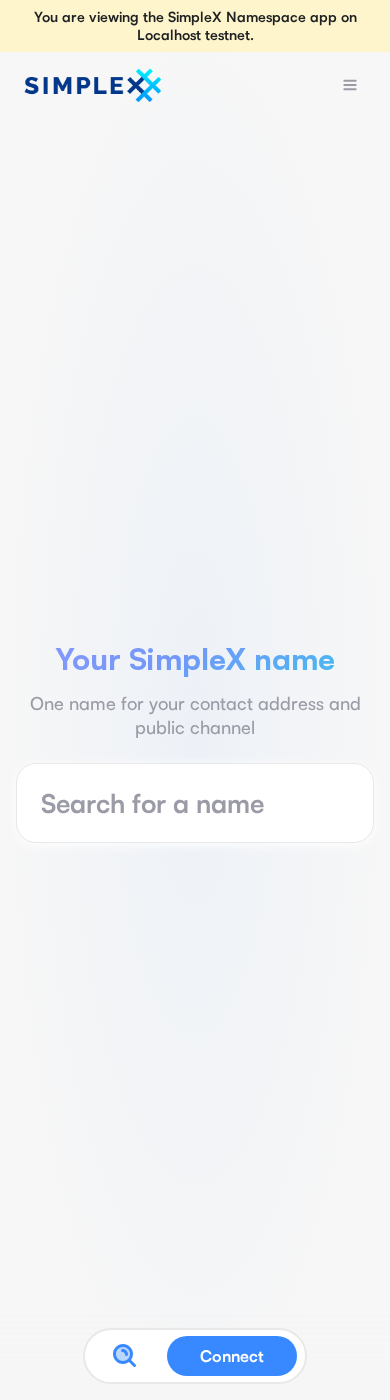 You are viewing the SimpleX Namespace app on
Localhost testnet.
SIMPLEX
Your SimpleX name
One name for your contact address and
public channel
Search for a name
Connect